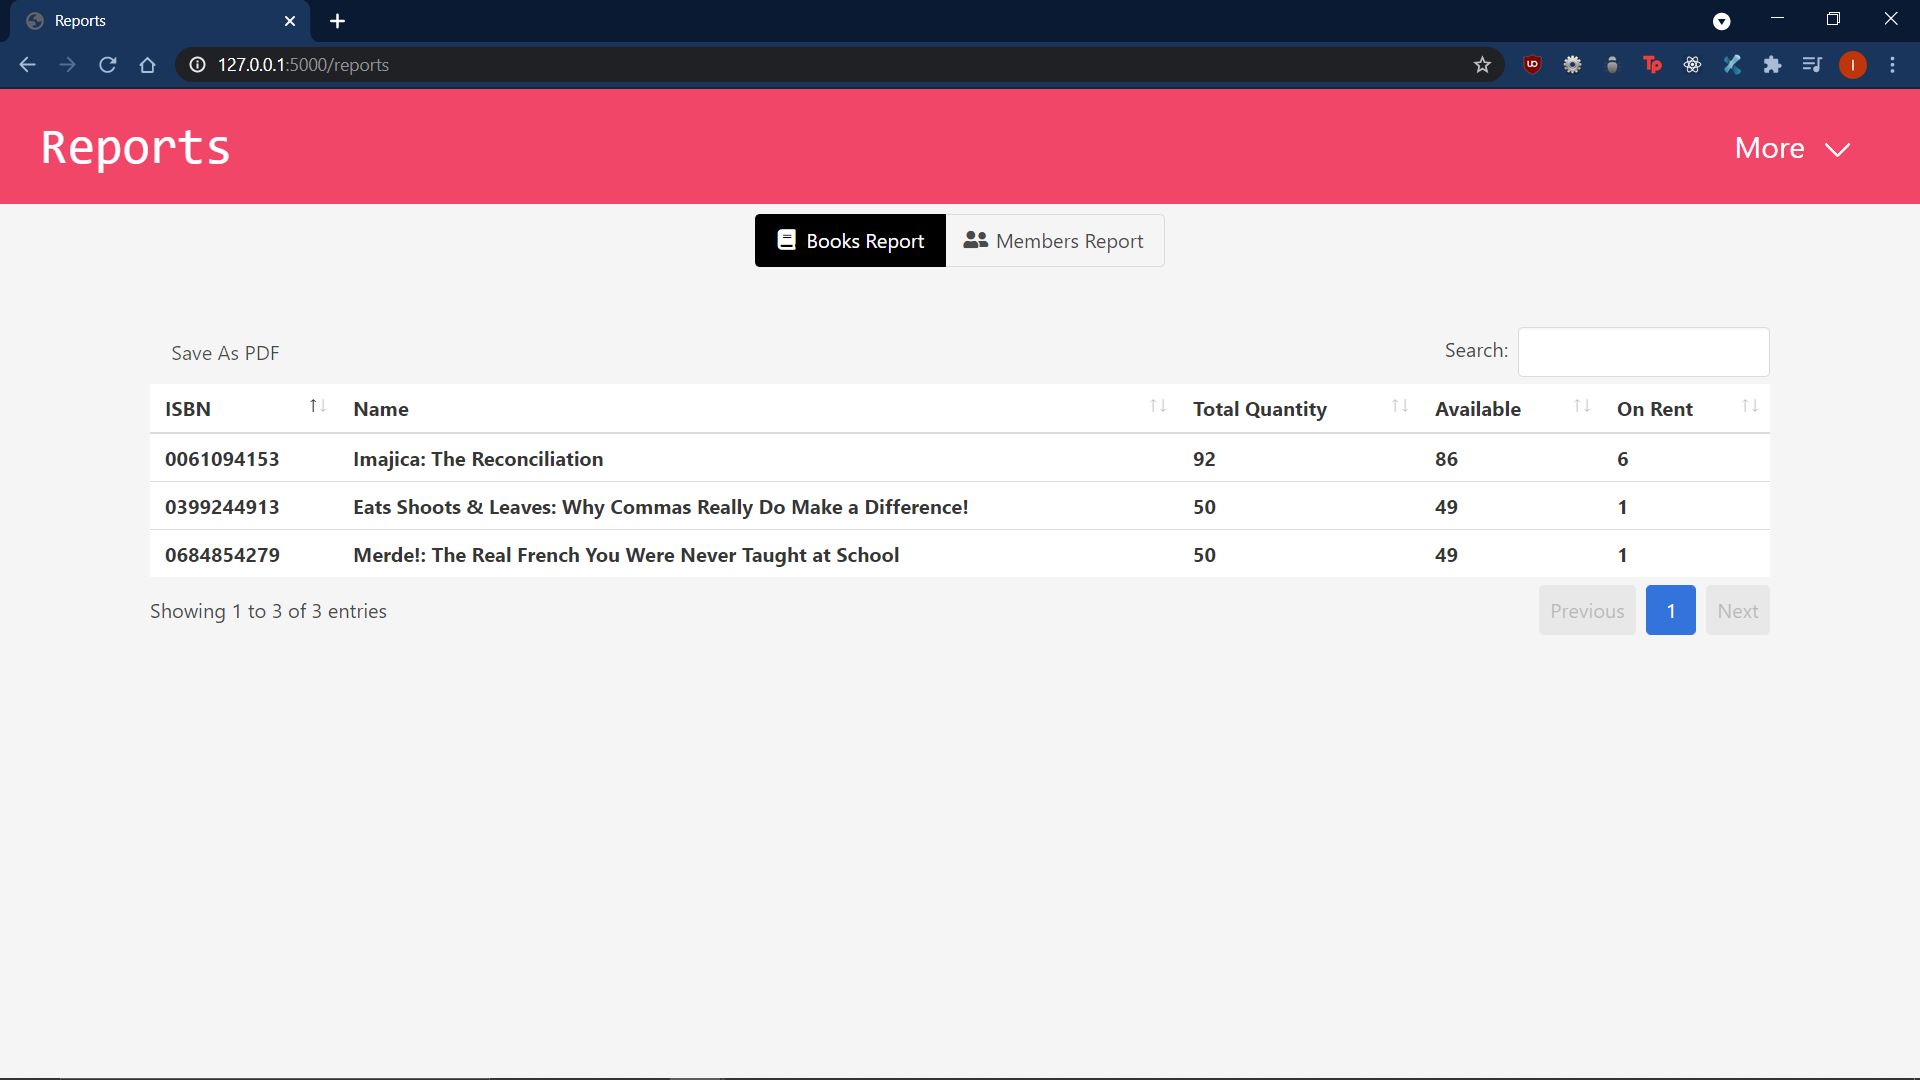 Reports
127.0.0.1:5000/reports
UD
Tp
I
Reports
More
Books Report
Members Report
Save As PDF
Search:
ISBN Name Total Quantity Available On Rent
0061094153 Imajica: The Reconciliation 92 86 6
0399244913 Eats Shoots & Leaves: Why Commas Really Do Make a Difference! 50 49 1
0684854279 Merde!: The Real French You Were Never Taught at School 50 49 1
Showing 1 to 3 of 3 entries
Previous 1 Next